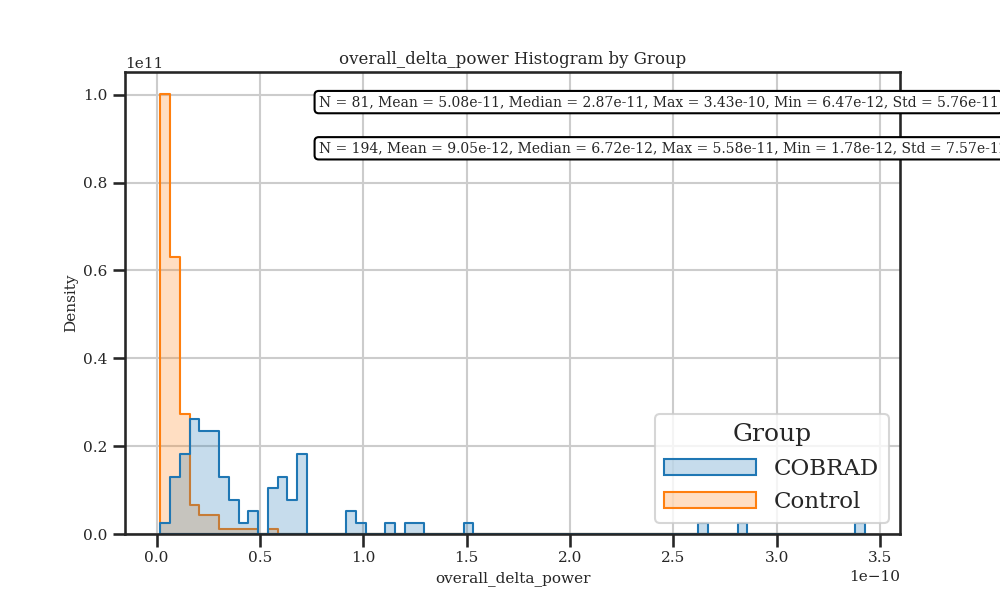 overall_delta_power Histogram by Group
1e11
N = 81, Mean = 5.08e-11, Median = 2.87e-11, Max = 3.43e-10, Min = 6.47e-12, Std = 5.76e-11
N = 194, Mean = 9.05e-12, Median = 6.72e-12, Max = 5.58e-11, Min = 1.78e-12, Std = 7.57e-1
1.0
0.8
0.6
0.4
0.2
0.0
Density
Group
COBRAD
Control
0.0 0.5 1.0 1.5 2.0 2.5 3.0 3.5
1e−10
overall_delta_power